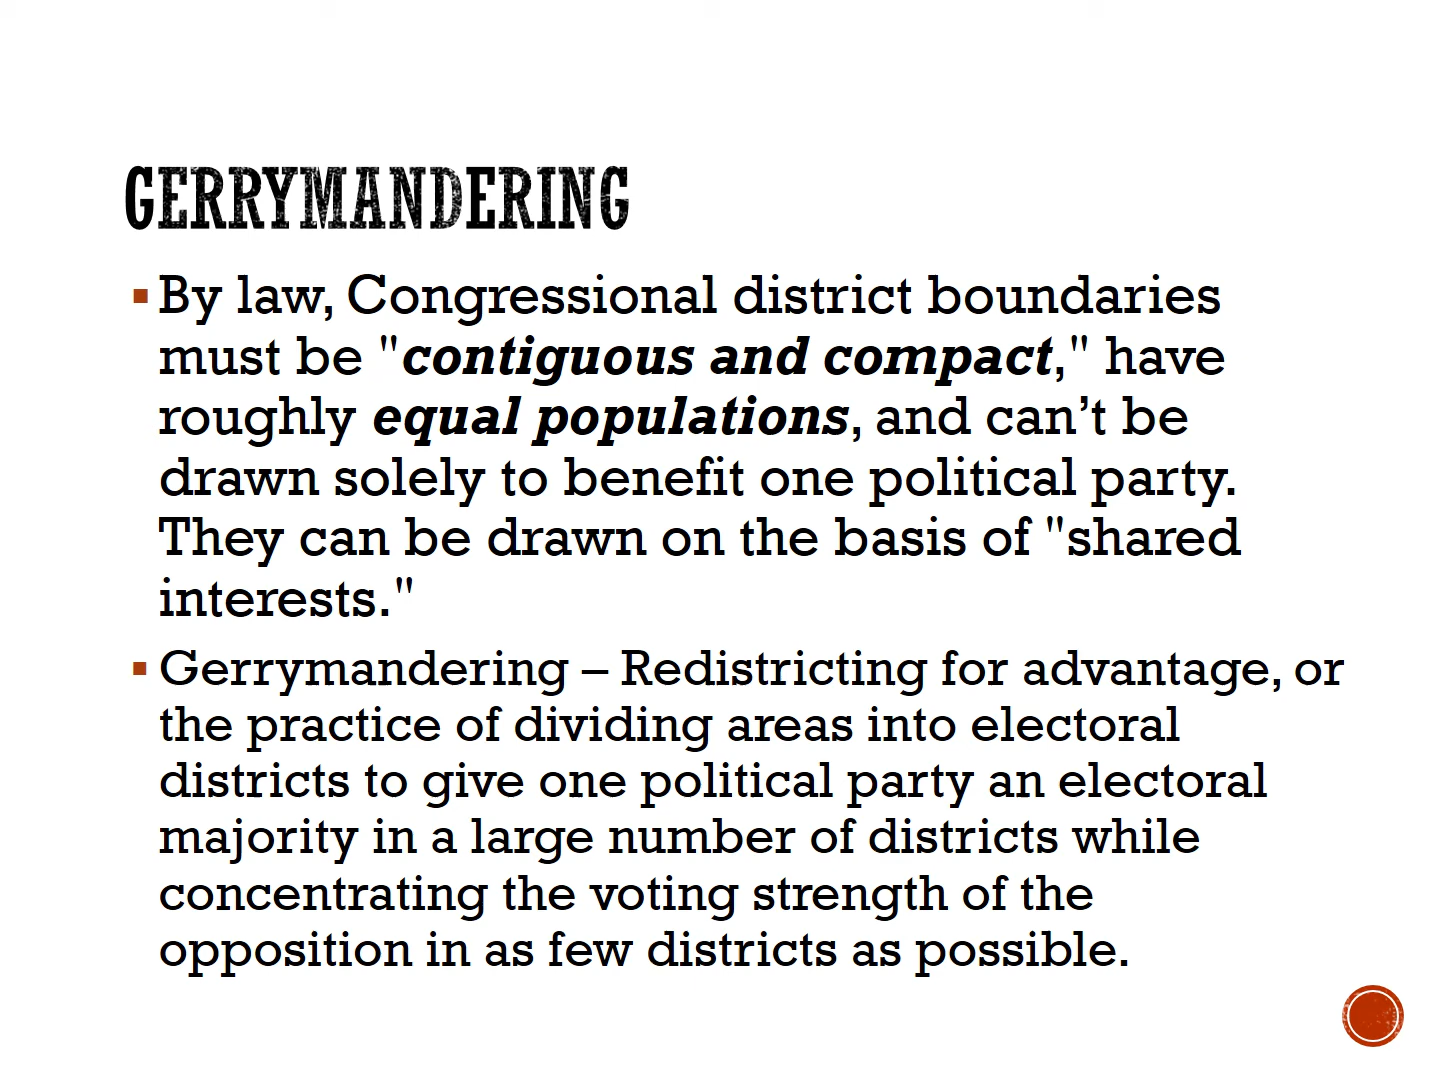 GERRYMANDERING
▪By law, Congressional district boundaries
must be "contiguous and compact," have
roughly equal populations, and can’t be
drawn solely to benefit one political party.
They can be drawn on the basis of "shared
interests."
▪Gerrymandering – Redistricting for advantage, or
the practice of dividing areas into electoral
districts to give one political party an electoral
majority in a large number of districts while
concentrating the voting strength of the
opposition in as few districts as possible.